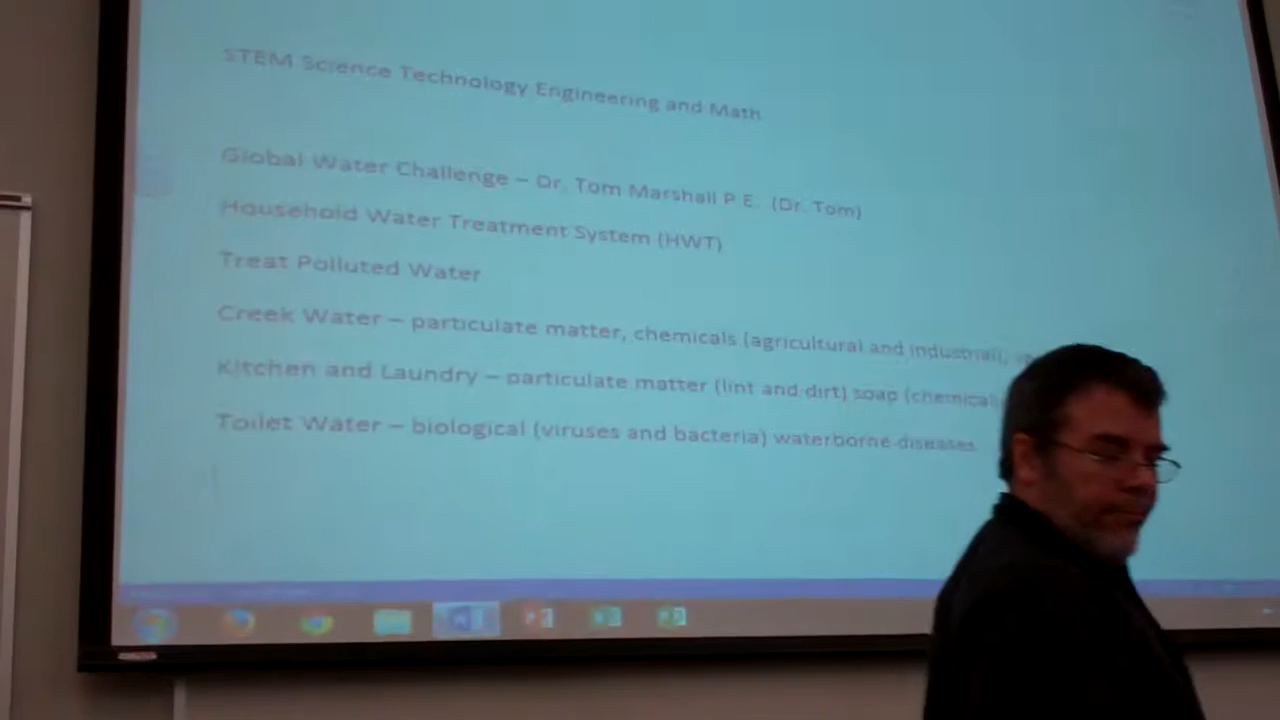 STEM Science Technology Engineering and Math
Global Water Challenge – Dr. Tom Marshall P.E. (Dr. Tom)
Household Water Treatment System (HWT)
Treat Polluted Water
Creek Water – particulate matter, chemicals (agricultural and industrial),
Kitchen and Laundry – particulate matter (lint and dirt) soap (chemical
Toilet Water – biological (viruses and bacteria) waterborne diseases